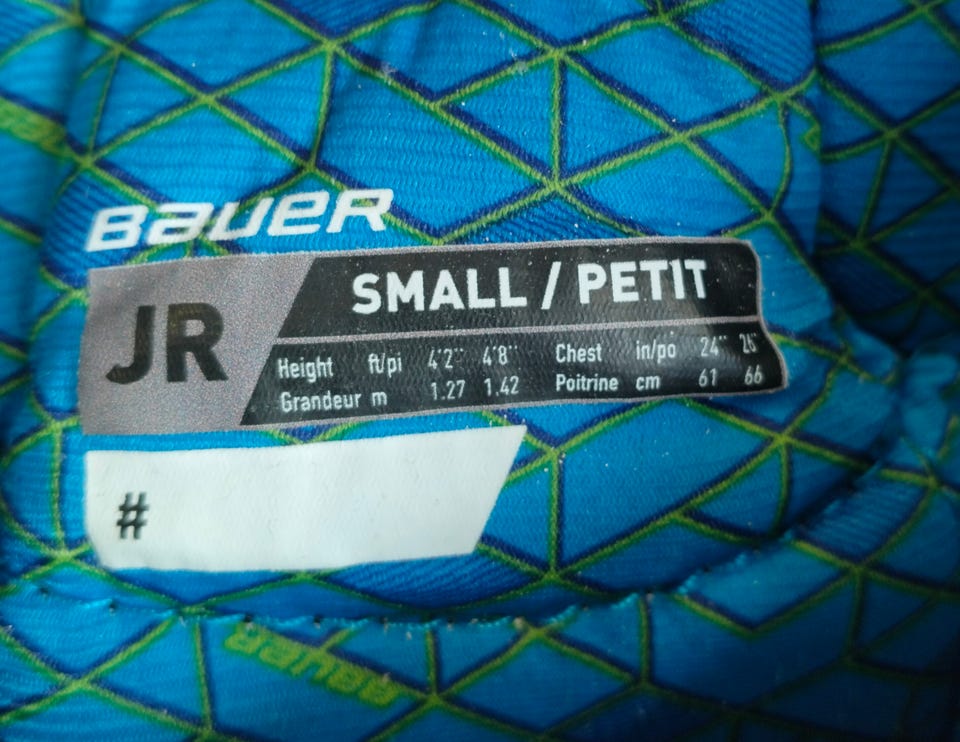 BAUER
JR
SMALL / PETIT
Height ft/pi 4'2" 4'8" Chest in/po 24" 26"
Grandeur m 1.27 1.42 Poitrine cm 61 66
#
BAUER